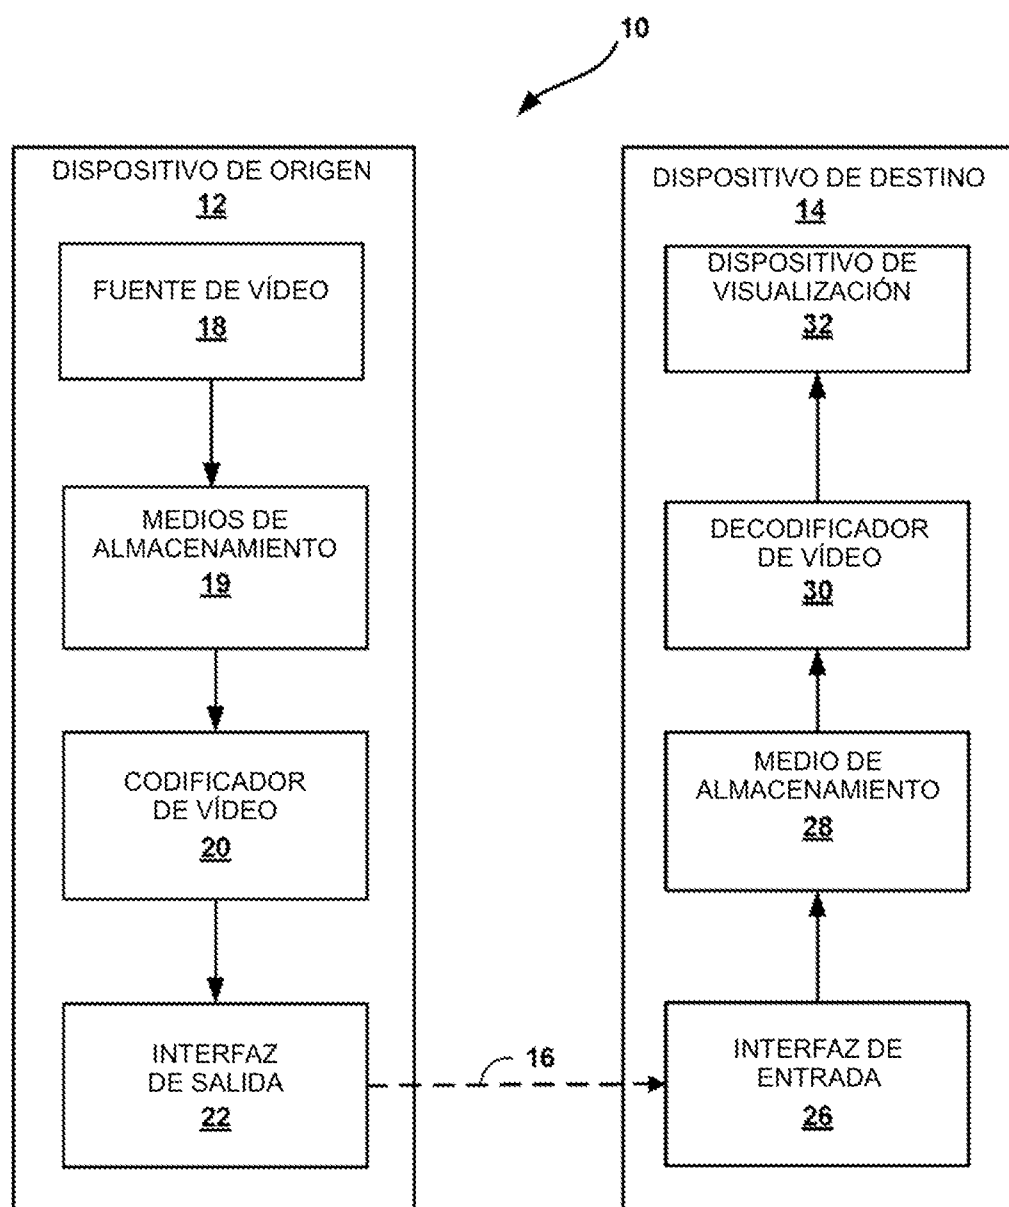 10
DISPOSITIVO DE ORIGEN
12
FUENTE DE VÍDEO
18
MEDIOS DE
ALMACENAMIENTO
19
CODIFICADOR
DE VÍDEO
20
INTERFAZ
DE SALIDA
22
16
DISPOSITIVO DE DESTINO
14
DISPOSITIVO DE
VISUALIZACIÓN
32
DECODIFICADOR
DE VÍDEO
30
MEDIO DE
ALMACENAMIENTO
28
INTERFAZ DE
ENTRADA
26